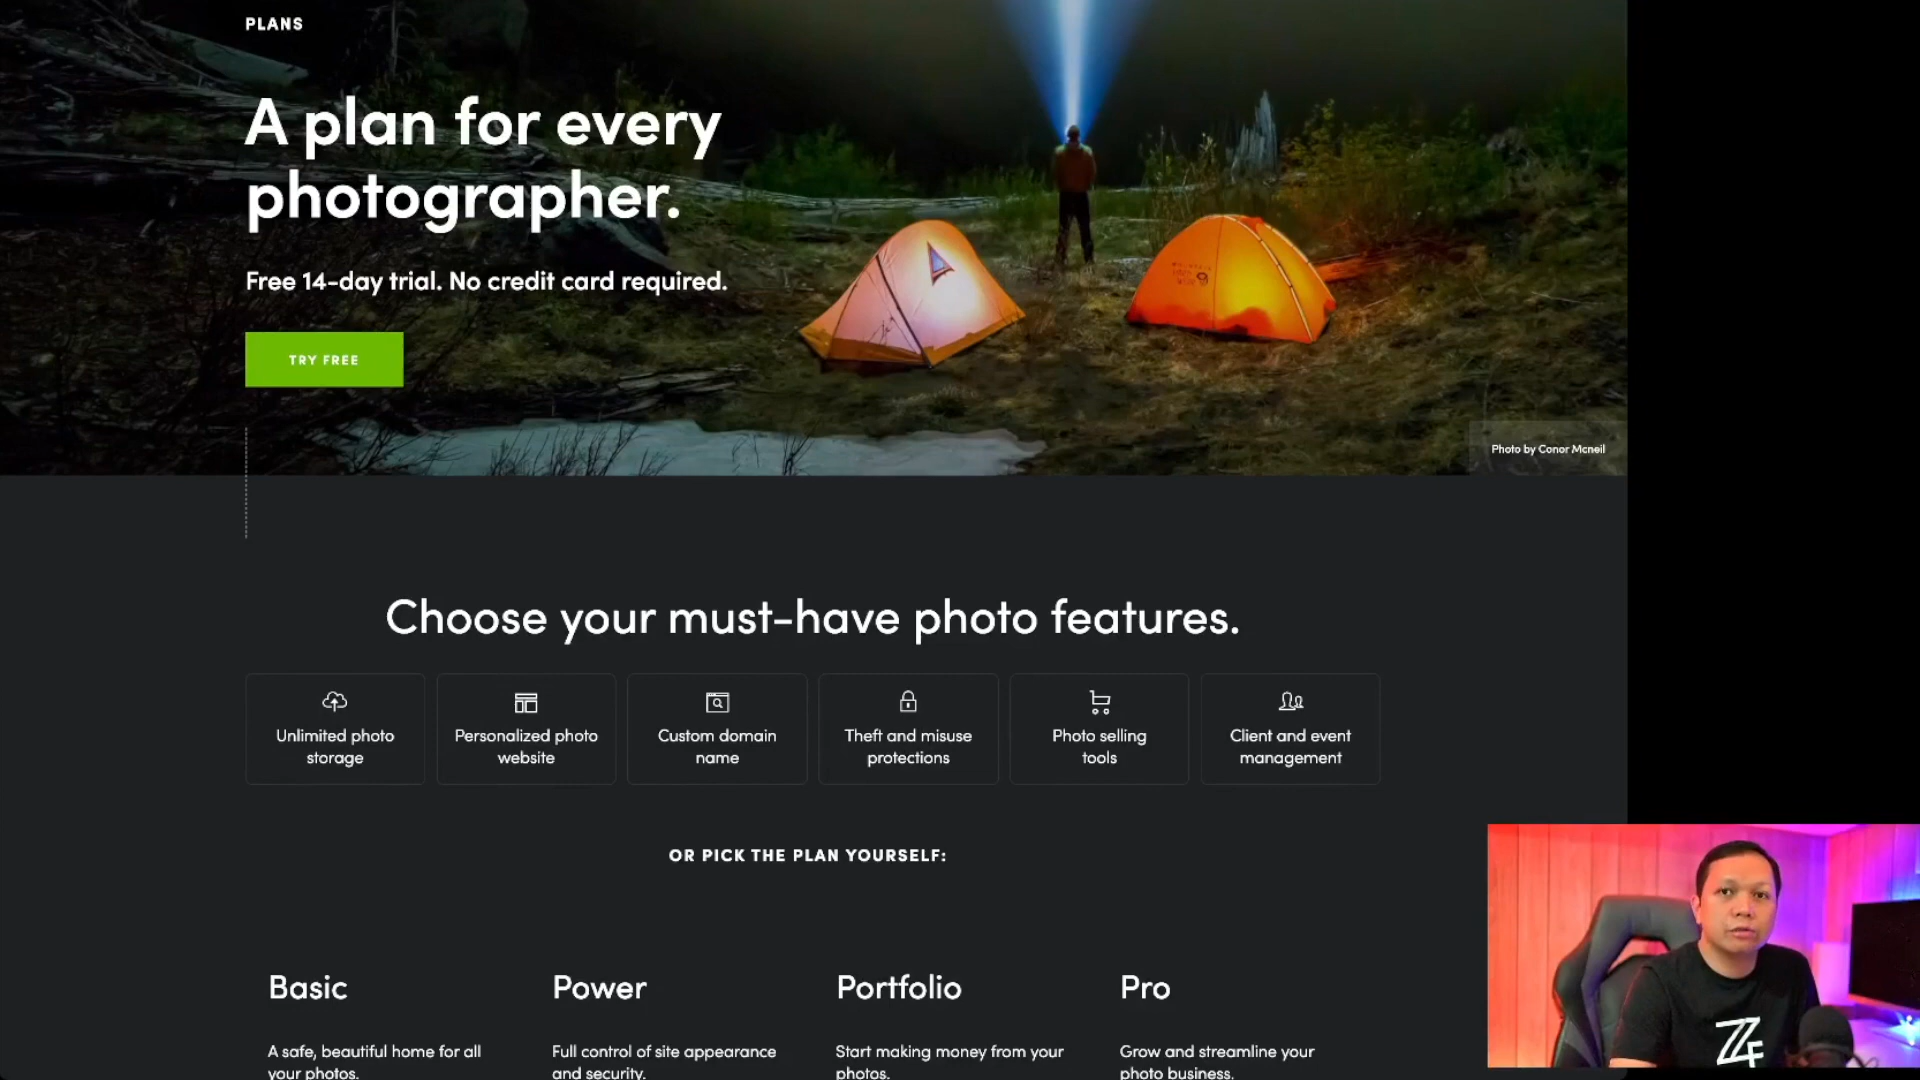 PLANS
A plan for every
photographer.
Free 14-day trial. No credit card required.
TRY FREE
Photo by Conor Mcneil
Choose your must-have photo features.
Unlimited photo
storage
Personalized photo
website
Custom domain
name
Theft and misuse
protections
Photo selling
tools
Client and event
management
OR PICK THE PLAN YOURSELF:
Basic
A safe, beautiful home for all
your photos.
Power
Full control of site appearance
and security.
Portfolio
Start making money from your
photos.
Pro
Grow and streamline your
photo business.